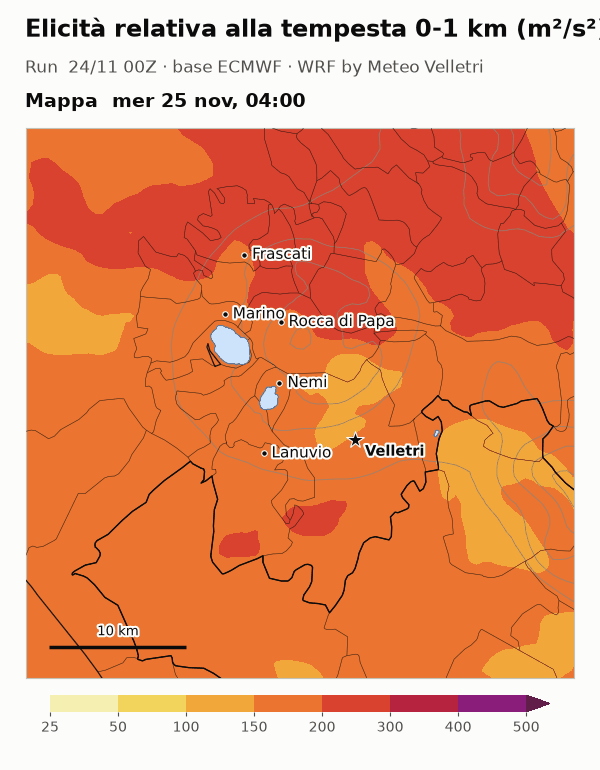 Elicità relativa alla tempesta 0-1 km (m²/s²)
Run  24/11 00Z · base ECMWF · WRF by Meteo Velletri
Mappa  mer 25 nov, 04:00
Frascati
Marino
Rocca di Papa
Nemi
Velletri
Lanuvio
10 km
25 50 100 150 200 300 400 500